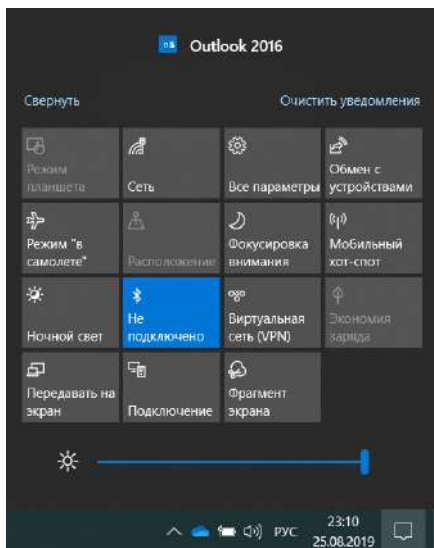 Outlook 2016
Свернуть Очистить уведомления
Режим
планшета
Сеть
Все параметры
Обмен с
устройствами
Режим "в
самолете"
Расположение
Фокусировка
внимания
Мобильный
хот-спот
Ночной свет
Не
подключено
Виртуальная
сеть (VPN)
Экономия
заряда
Передавать на
экран
Подключение
Фрагмент
экрана
23:10
РУС
25.08.2019